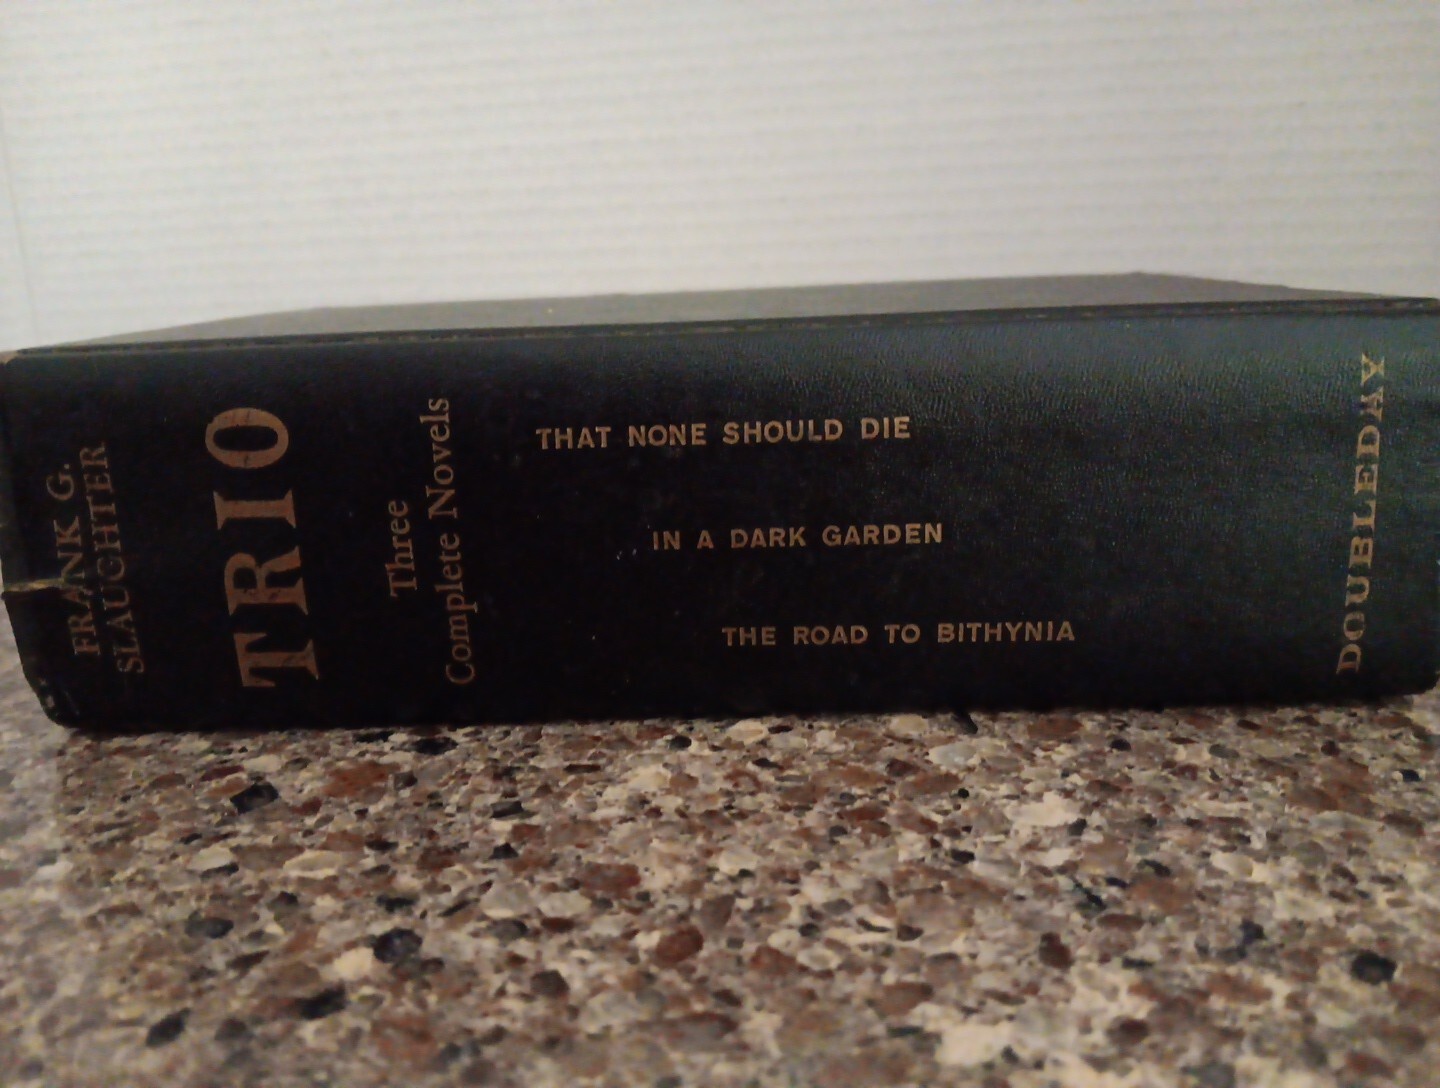 FRANK G.
SLAUGHTER
TRIO
Three
Complete Novels
THAT NONE SHOULD DIE
IN A DARK GARDEN
THE ROAD TO BITHYNIA
DOUBLEDAY